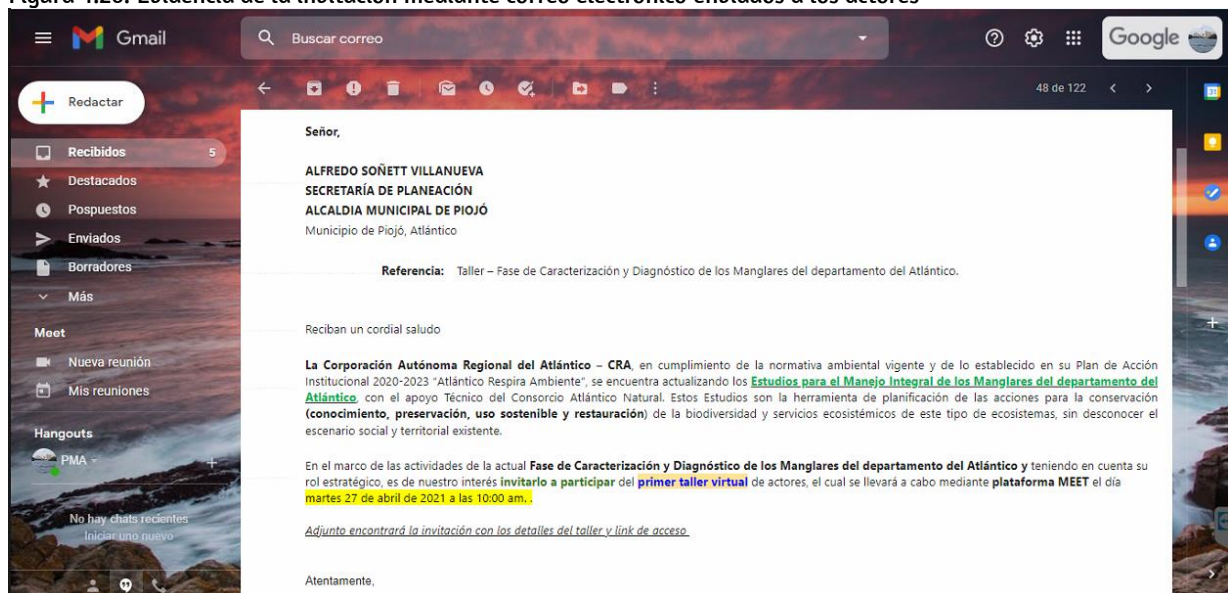 Figura 4.26. Evidencia de la invitación mediante correo electrónico enviados a los actores
Gmail
Buscar correo
Google
Redactar
48 de 122
31
Recibidos 5
Destacados
Pospuestos
Enviados
Borradores
Más
Meet
Nueva reunión
Mis reuniones
Hangouts
PMA
No hay chats recientes
Iniciar uno nuevo
Señor,
ALFREDO SOÑETT VILLANUEVA
SECRETARÍA DE PLANEACIÓN
ALCALDIA MUNICIPAL DE PIOJÓ
Municipio de Piojó, Atlántico
Referencia: Taller – Fase de Caracterización y Diagnóstico de los Manglares del departamento del Atlántico.
Reciban un cordial saludo
La Corporación Autónoma Regional del Atlántico – CRA, en cumplimiento de la normativa ambiental vigente y de lo establecido en su Plan de Acción
Institucional 2020-2023 "Atlántico Respira Ambiente", se encuentra actualizando los Estudios para el Manejo Integral de los Manglares del departamento del
Atlántico, con el apoyo Técnico del Consorcio Atlántico Natural. Estos Estudios son la herramienta de planificación de las acciones para la conservación
(conocimiento, preservación, uso sostenible y restauración) de la biodiversidad y servicios ecosistémicos de este tipo de ecosistemas, sin desconocer el
escenario social y territorial existente.
En el marco de las actividades de la actual Fase de Caracterización y Diagnóstico de los Manglares del departamento del Atlántico y teniendo en cuenta su
rol estratégico, es de nuestro interés invitarlo a participar del primer taller virtual de actores, el cual se llevará a cabo mediante plataforma MEET el día
martes 27 de abril de 2021 a las 10:00 am. .
Adjunto encontrará la invitación con los detalles del taller y link de acceso
Atentamente,